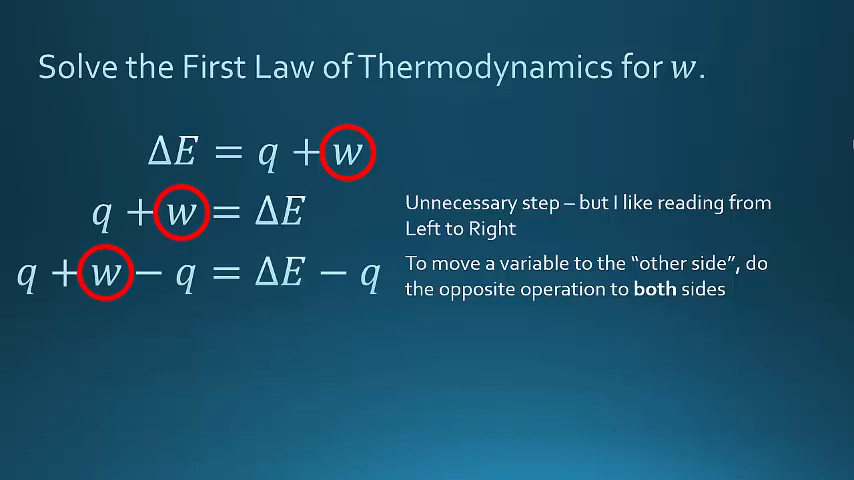 Solve the First Law of Thermodynamics for w.
ΔE = q + w
q + w = ΔE
Unnecessary step – but I like reading from
Left to Right
q + w − q = ΔE − q
To move a variable to the “other side”, do
the opposite operation to both sides